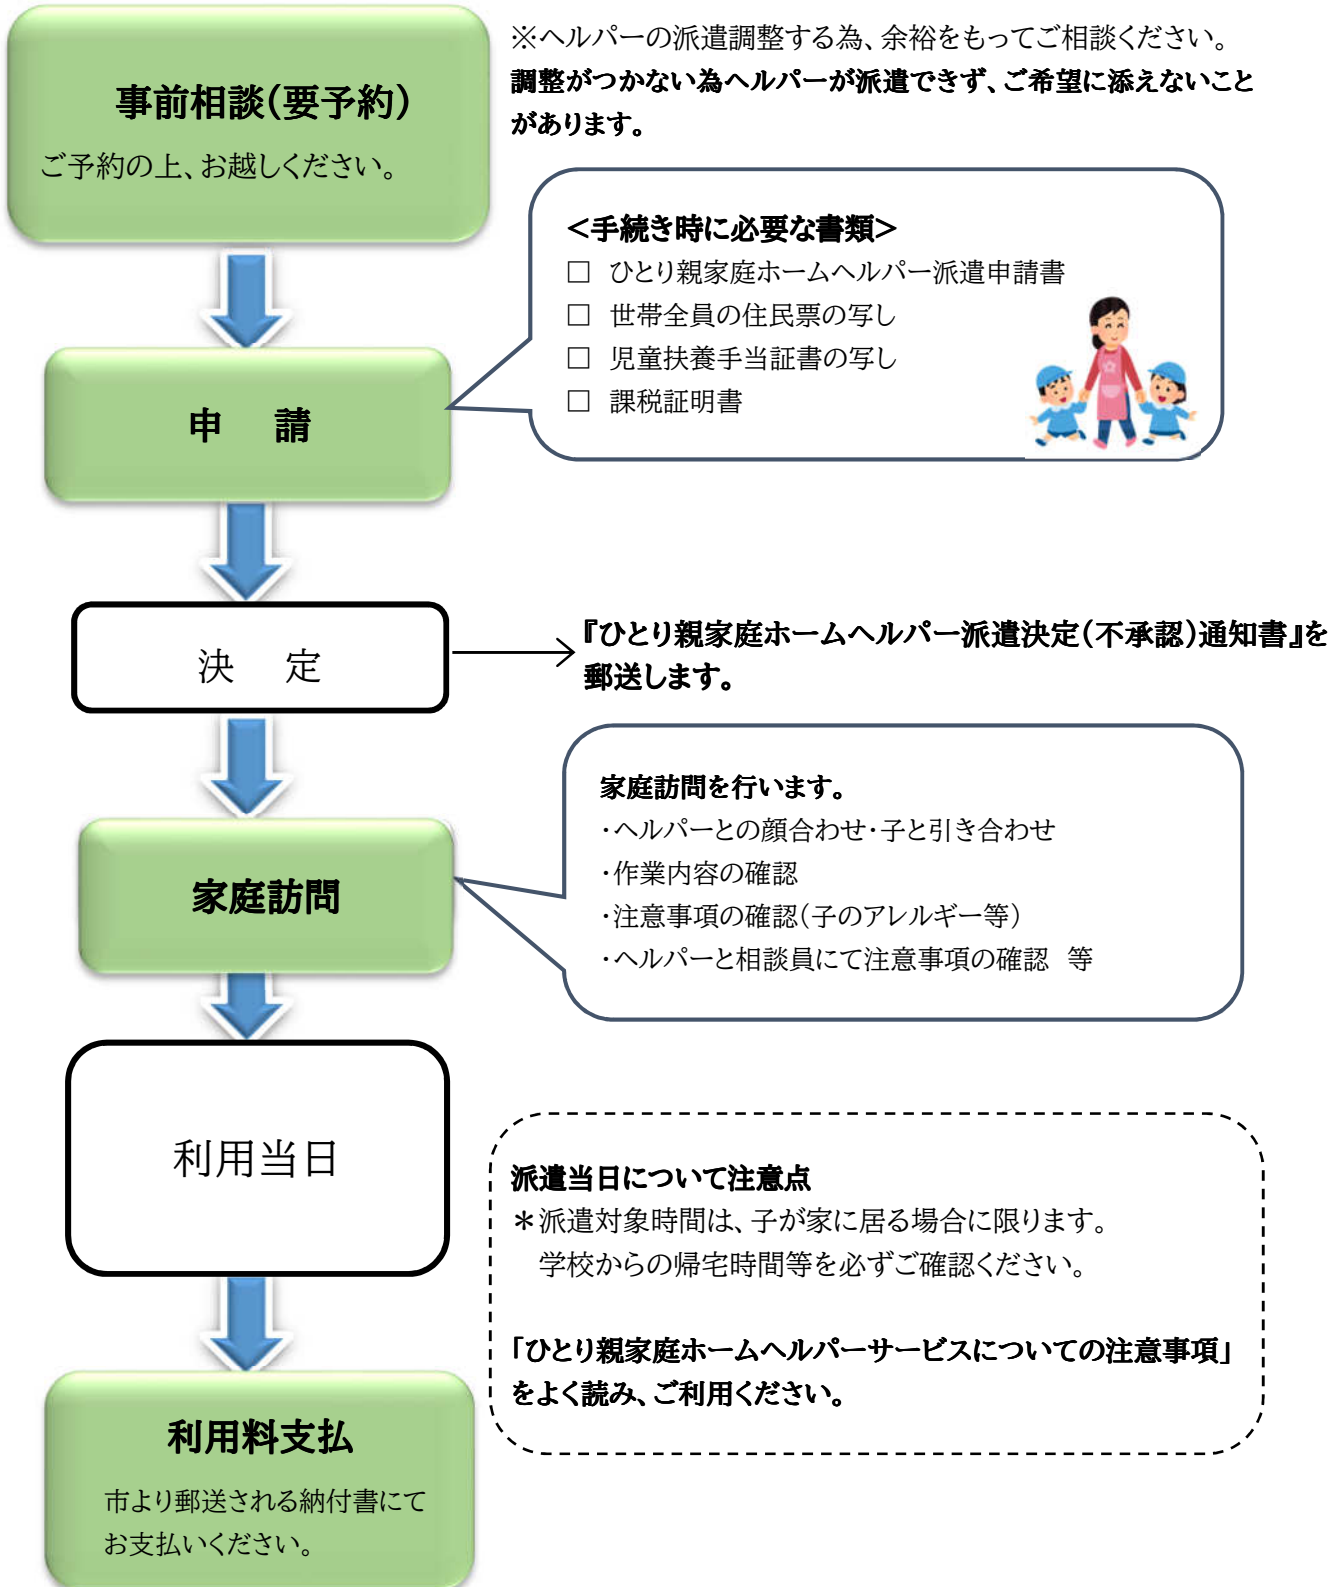 事前相談(要予約)
ご予約の上、お越しください。
※ヘルパーの派遣調整する為、余裕をもってご相談ください。
調整がつかない為ヘルパーが派遣できず、ご希望に添えないこと
があります。
<手続き時に必要な書類>
□ ひとり親家庭ホームヘルパー派遣申請書
□ 世帯全員の住民票の写し
□ 児童扶養手当証書の写し
□ 課税証明書
申 請
決 定
『ひとり親家庭ホームヘルパー派遣決定(不承認)通知書』を
郵送します。
家庭訪問を行います。
・ヘルパーとの顔合わせ・子と引き合わせ
・作業内容の確認
・注意事項の確認(子のアレルギー等)
・ヘルパーと相談員にて注意事項の確認 等
家庭訪問
利用当日
派遣当日について注意点
＊派遣対象時間は、子が家に居る場合に限ります。
学校からの帰宅時間等を必ずご確認ください。
「ひとり親家庭ホームヘルパーサービスについての注意事項」
をよく読み、ご利用ください。
利用料支払
市より郵送される納付書にて
お支払いください。